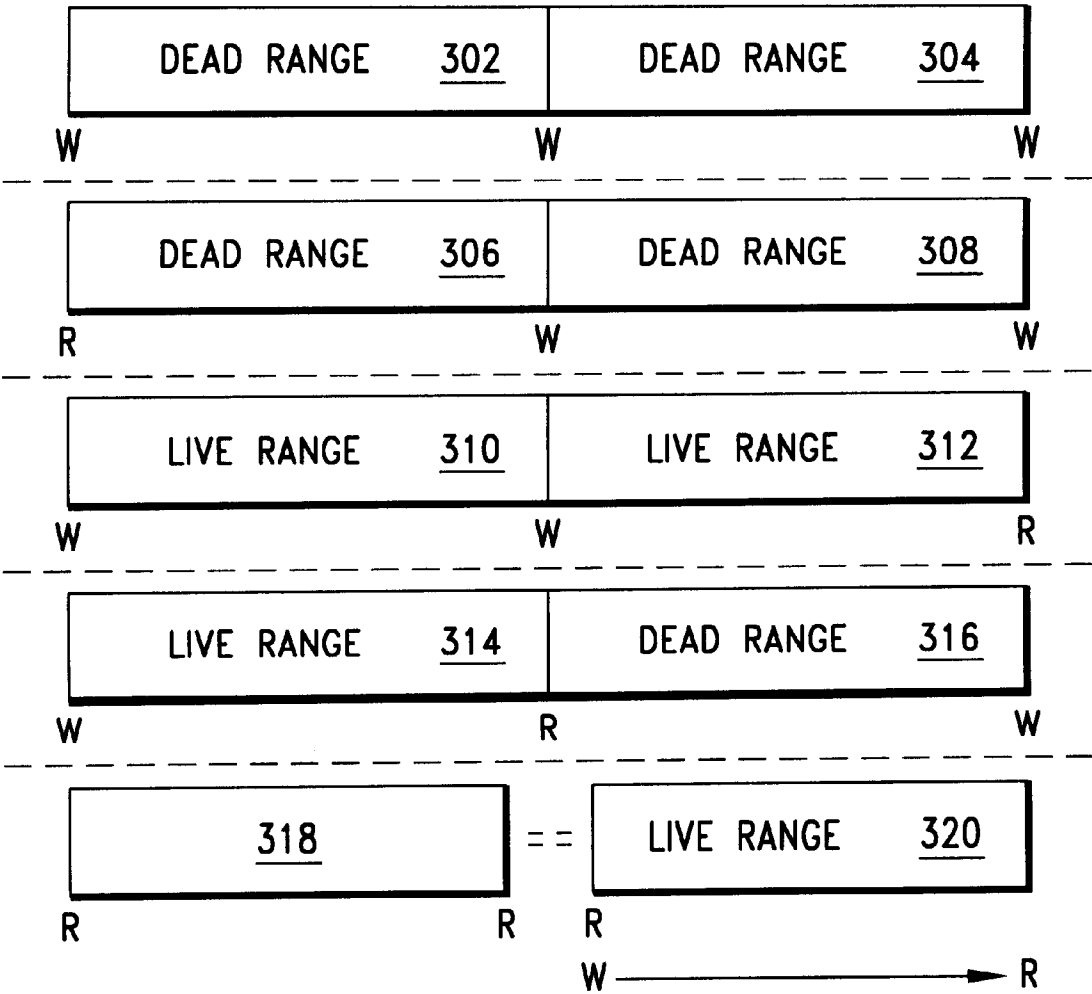 DEAD RANGE 302 DEAD RANGE 304
W W W
DEAD RANGE 306 DEAD RANGE 308
R W W
LIVE RANGE 310 LIVE RANGE 312
W W R
LIVE RANGE 314 DEAD RANGE 316
W R W
318 == LIVE RANGE 320
R R R
W R